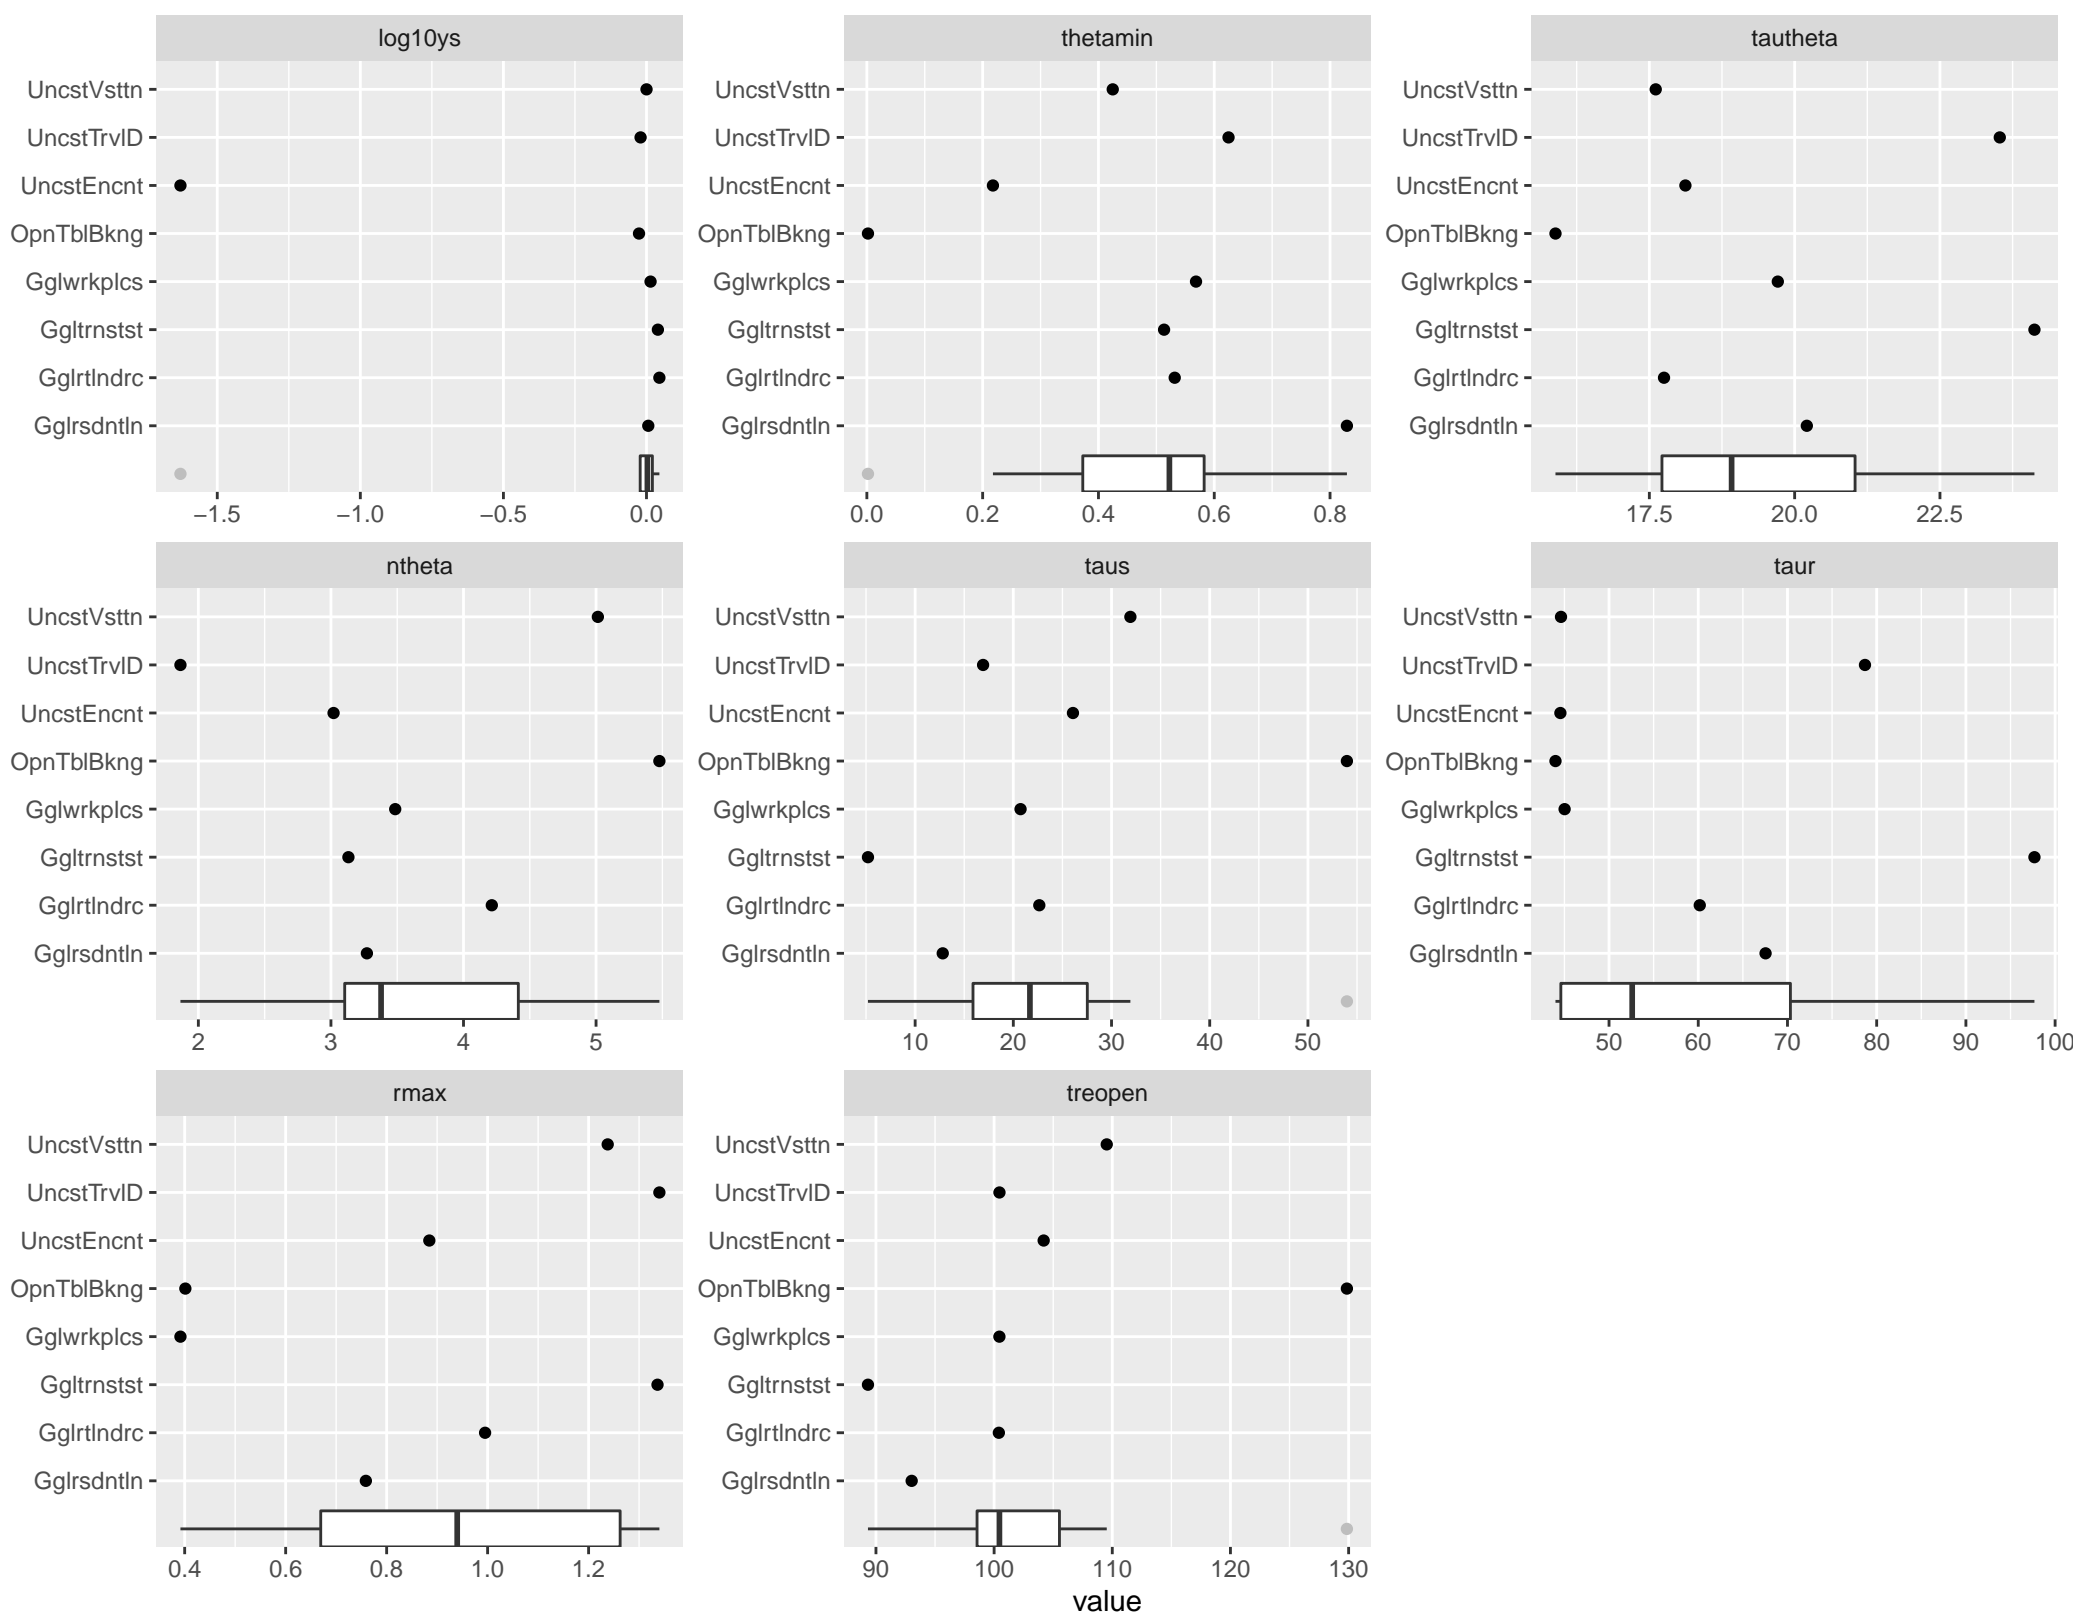 log10ys
UncstVsttn
UncstTrvlD
UncstEncnt
OpnTblBkng
Gglwrkplcs
Ggltrnstst
Gglrtlndrc
Gglrsdntln
−1.5 −1.0 −0.5 0.0
thetamin
UncstVsttn
UncstTrvlD
UncstEncnt
OpnTblBkng
Gglwrkplcs
Ggltrnstst
Gglrtlndrc
Gglrsdntln
0.0 0.2 0.4 0.6 0.8
tautheta
UncstVsttn
UncstTrvlD
UncstEncnt
OpnTblBkng
Gglwrkplcs
Ggltrnstst
Gglrtlndrc
Gglrsdntln
17.5 20.0 22.5
ntheta
UncstVsttn
UncstTrvlD
UncstEncnt
OpnTblBkng
Gglwrkplcs
Ggltrnstst
Gglrtlndrc
Gglrsdntln
2 3 4 5
taus
UncstVsttn
UncstTrvlD
UncstEncnt
OpnTblBkng
Gglwrkplcs
Ggltrnstst
Gglrtlndrc
Gglrsdntln
10 20 30 40 50
taur
UncstVsttn
UncstTrvlD
UncstEncnt
OpnTblBkng
Gglwrkplcs
Ggltrnstst
Gglrtlndrc
Gglrsdntln
50 60 70 80 90 100
rmax
UncstVsttn
UncstTrvlD
UncstEncnt
OpnTblBkng
Gglwrkplcs
Ggltrnstst
Gglrtlndrc
Gglrsdntln
0.4 0.6 0.8 1.0 1.2
treopen
UncstVsttn
UncstTrvlD
UncstEncnt
OpnTblBkng
Gglwrkplcs
Ggltrnstst
Gglrtlndrc
Gglrsdntln
90 100 110 120 130
value